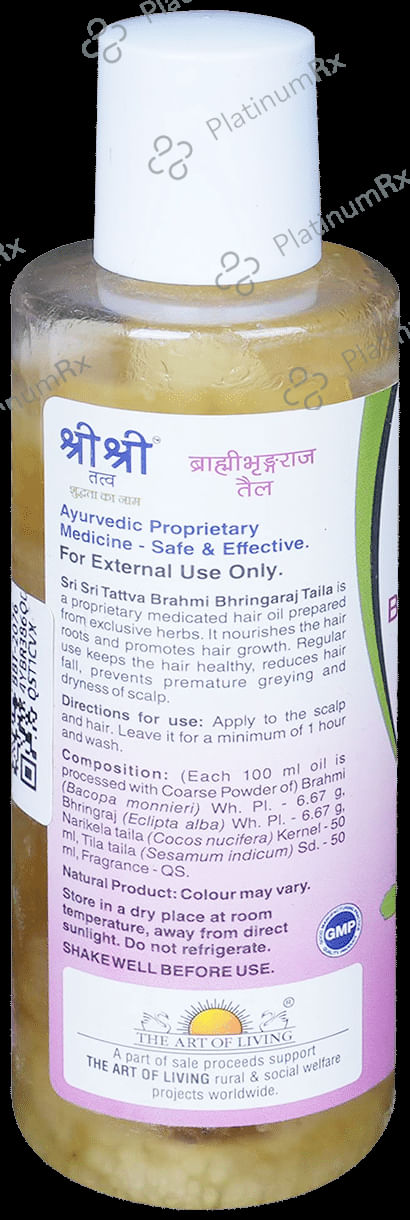 PlatinumRx
PlatinumRx
PlatinumRx
PlatinumRx
PlatinumRx
श्री श्री™
तत्व
शुद्धता का नाम
ब्राह्मीभृङ्गराज
तैल
Ayurvedic Proprietary
Medicine - Safe & Effective.
For External Use Only.
Sri Sri Tattva Brahmi Bhringaraj Taila is
a proprietary medicated hair oil prepared
from exclusive herbs. It nourishes the hair
roots and promotes hair growth. Regular
use keeps the hair healthy, reduces hair
fall, prevents premature greying and
dryness of scalp.
Directions for use: Apply to the scalp
and hair. Leave it for a minimum of 1 hour
and wash.
Composition: (Each 100 ml oil is
processed with Coarse Powder of) Brahmi
(Bacopa monnieri) Wh. Pl. - 6.67 g,
Bhringraj (Eclipta alba) Wh. Pl. - 6.67 g,
Narikela taila (Cocos nucifera) Kernel - 50
ml, Tila taila (Sesamum indicum) Sd. - 50
ml, Fragrance - QS.
Natural Product: Colour may vary.
Store in a dry place at room
temperature, away from direct
sunlight. Do not refrigerate.
SHAKE WELL BEFORE USE.
GMP
®
THE ART OF LIVING
A part of sale proceeds support
THE ART OF LIVING rural & social welfare
projects worldwide.
QSTICVX